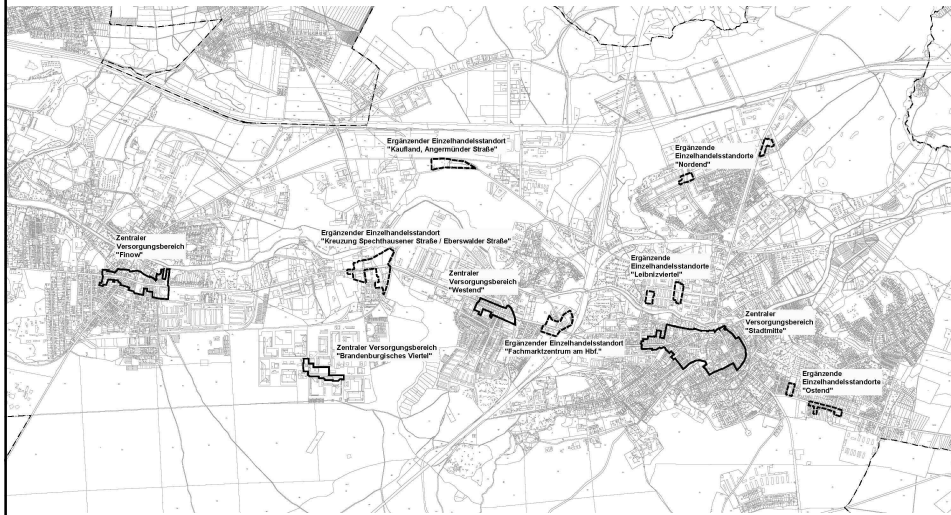 Ergänzender Einzelhandelsstandort
"Kaufland, Angermünder Straße"
Ergänzende
Einzelhandelsstandorte
"Nordend"
Zentraler
Versorgungsbereich
"Finow"
Ergänzender Einzelhandelsstandort
"Kreuzung Spechthausener Straße / Eberswalder Straße"
Zentraler
Versorgungsbereich
"Westend"
Ergänzende
Einzelhandelsstandorte
"Leibnizviertel"
Zentraler
Versorgungsbereich
"Stadtmitte"
Zentraler Versorgungsbereich
"Brandenburgisches Viertel"
Ergänzender Einzelhandelsstandort
"Fachmarktzentrum am Hbf."
Ergänzende
Einzelhandelsstandorte
"Ostend"